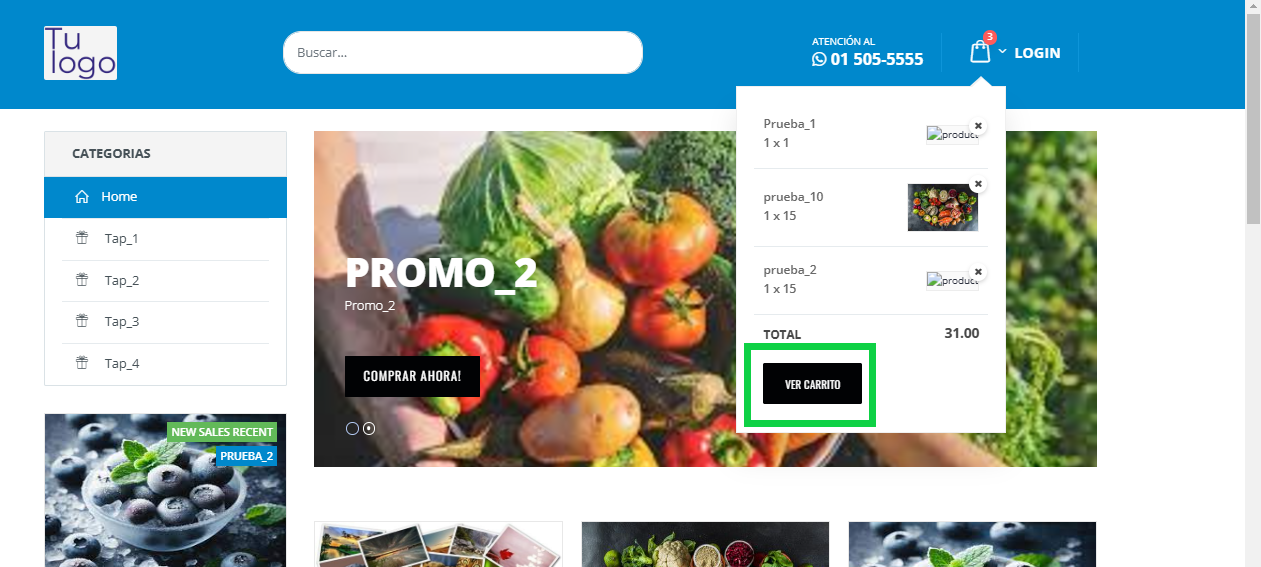 Tu
logo
Buscar...
ATENCIÓN AL
01 505-5555
3
LOGIN
CATEGORIAS
Home
Tap_1
Tap_2
Tap_3
Tap_4
PROMO_2
Promo_2
COMPRAR AHORA!
Prueba_1
1 x 1
product
prueba_10
1 x 15
prueba_2
1 x 15
product
TOTAL
31.00
VER CARRITO
NEW SALES RECENT
PRUEBA_2